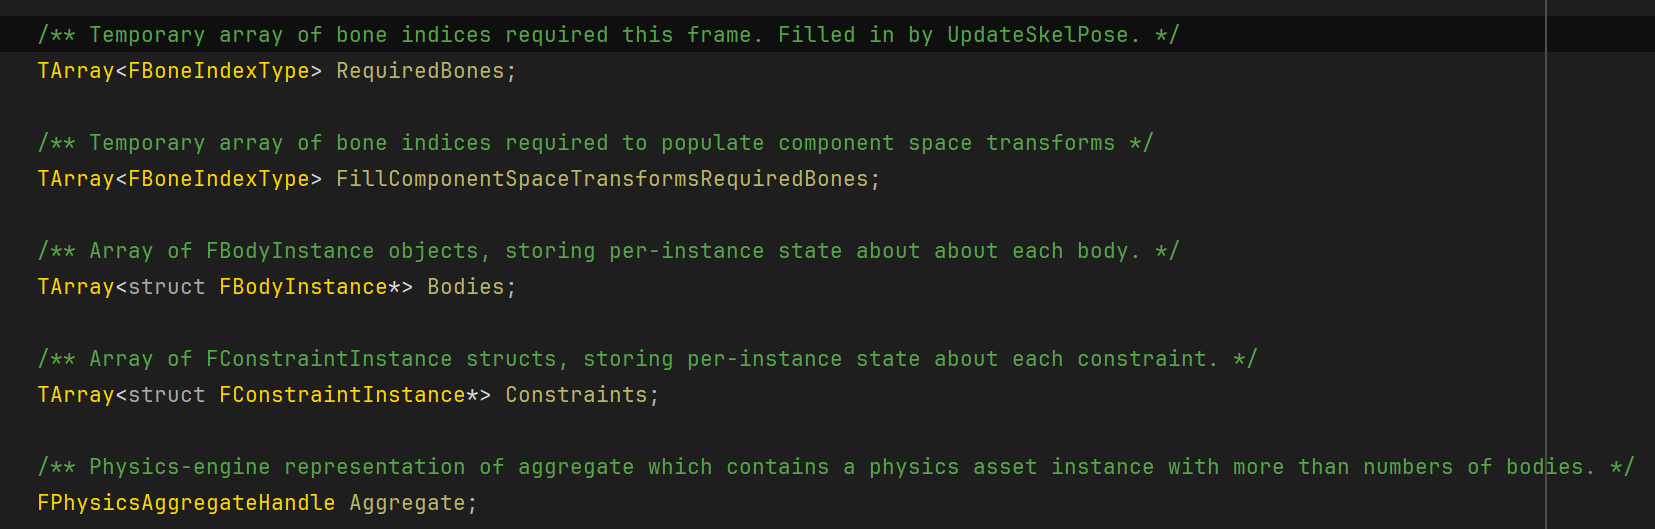 /** Temporary array of bone indices required this frame. Filled in by UpdateSkelPose. */
TArray<FBoneIndexType> RequiredBones;
/** Temporary array of bone indices required to populate component space transforms */
TArray<FBoneIndexType> FillComponentSpaceTransformsRequiredBones;
/** Array of FBodyInstance objects, storing per-instance state about about each body. */
TArray<struct FBodyInstance*> Bodies;
/** Array of FConstraintInstance structs, storing per-instance state about each constraint. */
TArray<struct FConstraintInstance*> Constraints;
/** Physics-engine representation of aggregate which contains a physics asset instance with more than numbers of bodies. */
FPhysicsAggregateHandle Aggregate;